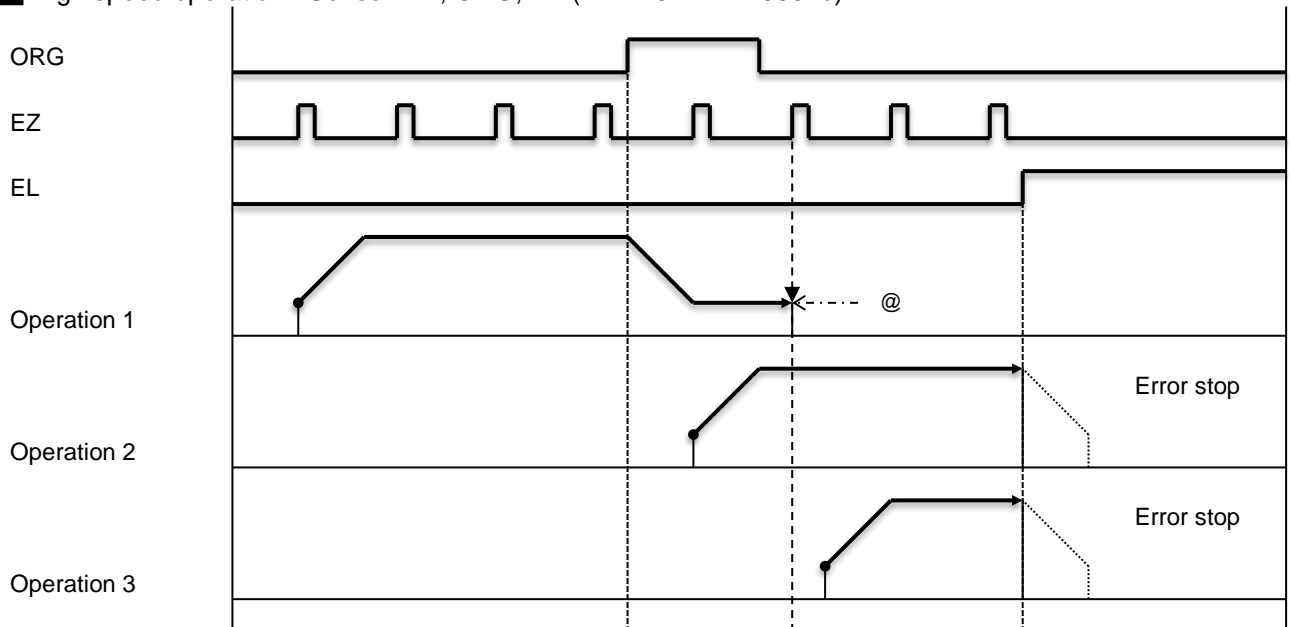 ORG
EZ
EL
@
Operation 1
Error stop
Operation 2
Error stop
Operation 3